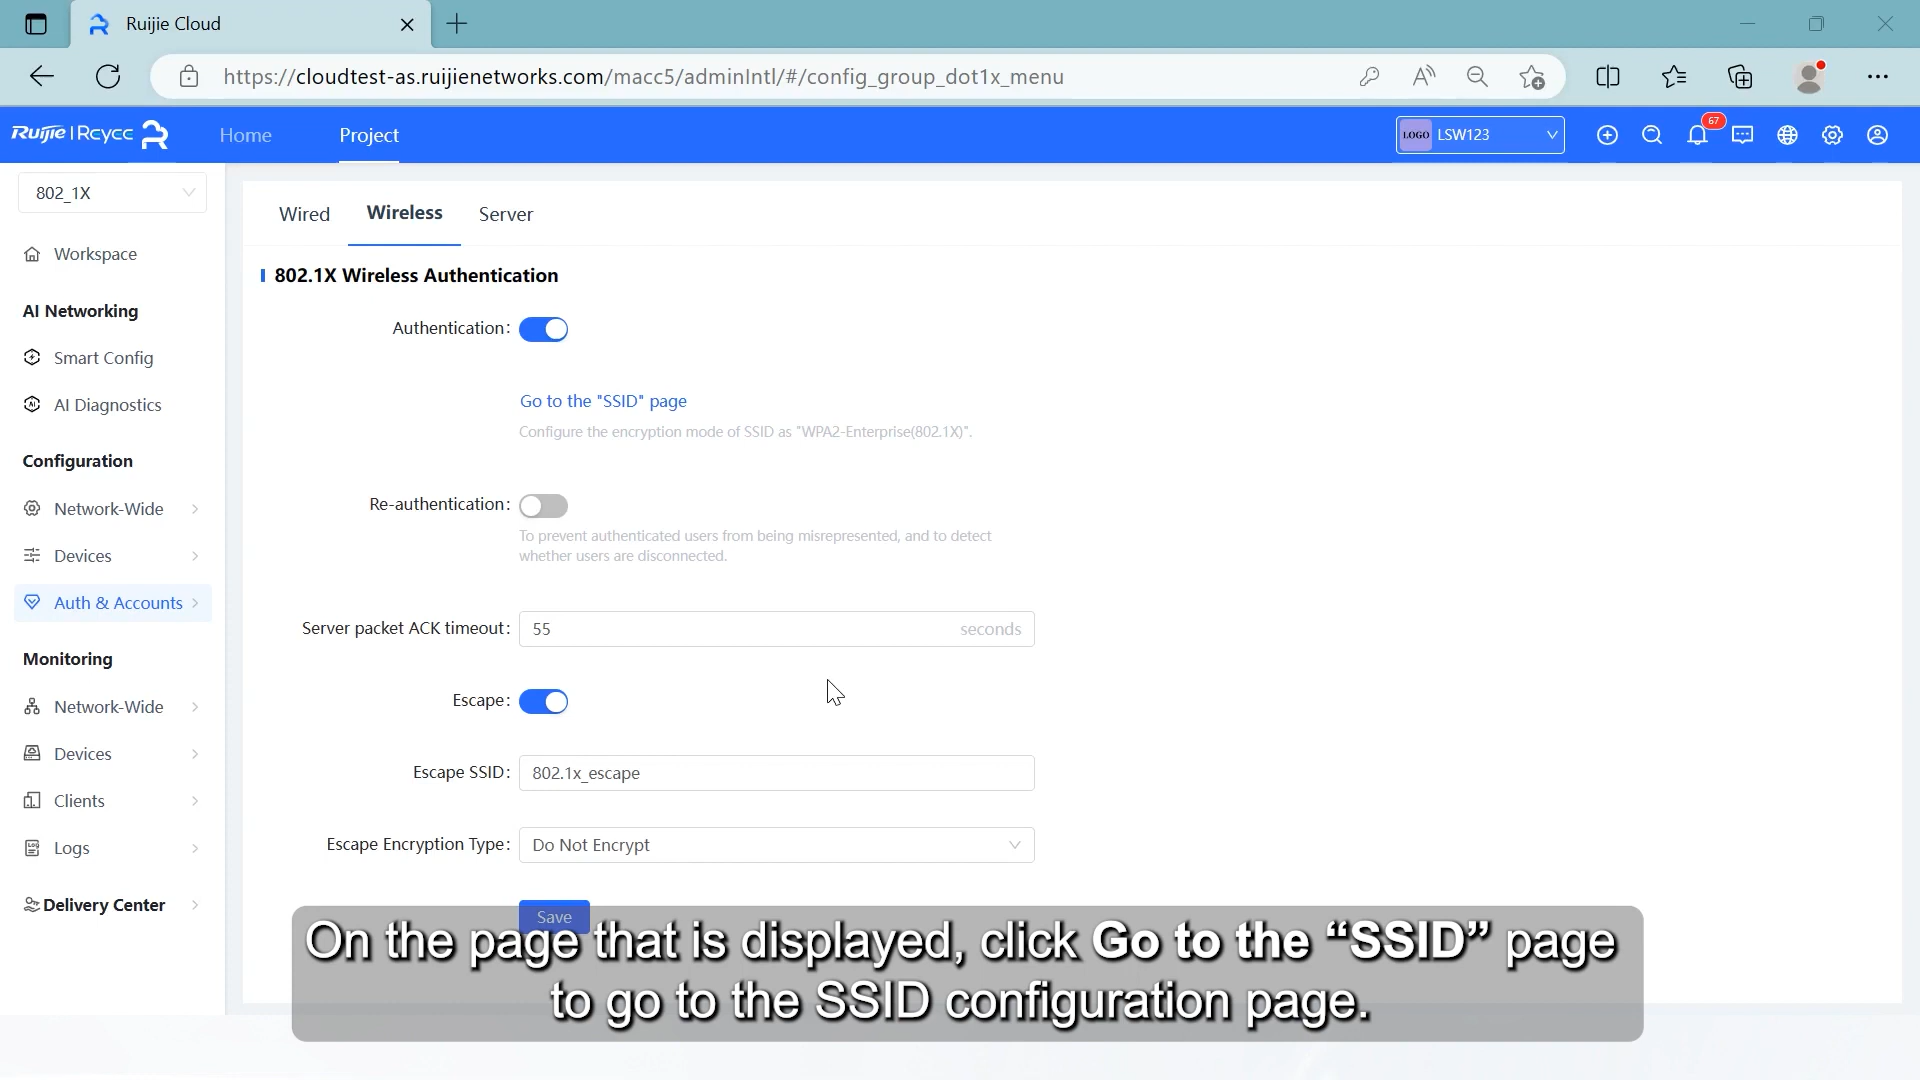 Ruijie Cloud
https://cloudtest-as.ruijienetworks.com/macc5/adminIntl/#/config_group_dot1x_menu
Ruijie | Rcycc
Home
Project
LOGO LSW123
67
802_1X
Workspace
AI Networking
Smart Config
AI Diagnostics
Configuration
Network-Wide
Devices
Auth & Accounts
Monitoring
Network-Wide
Devices
Clients
Logs
Delivery Center
Wired
Wireless
Server
802.1X Wireless Authentication
Authentication:
Go to the "SSID" page
Configure the encryption mode of SSID as "WPA2-Enterprise(802.1X)".
Re-authentication:
To prevent authenticated users from being misrepresented, and to detect
whether users are disconnected.
Server packet ACK timeout: 55 seconds
Escape:
Escape SSID: 802.1x_escape
Escape Encryption Type: Do Not Encrypt
Save
On the page that is displayed, click Go to the “SSID” page
to go to the SSID configuration page.